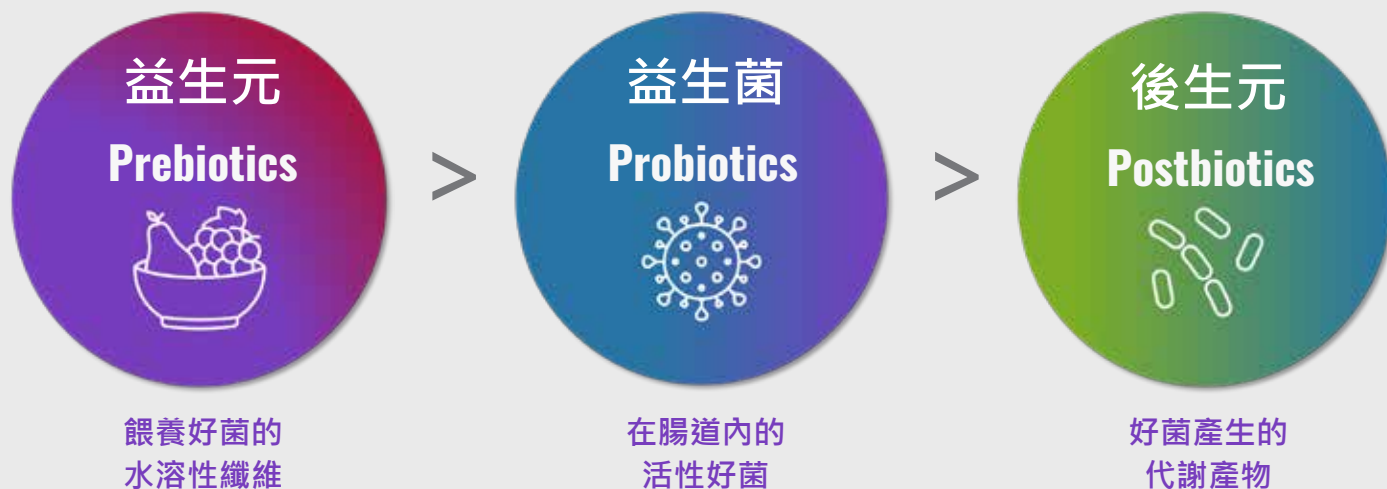 益生元
Prebiotics
餵養好菌的
水溶性纖維
>
益生菌
Probiotics
在腸道內的
活性好菌
>
後生元
Postbiotics
好菌產生的
代謝產物